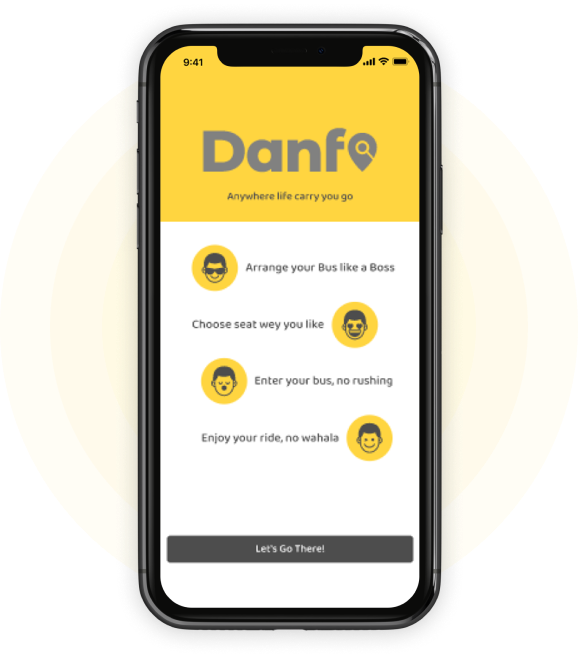 9:41
Danfo
Anywhere life carry you go
Arrange your Bus like a Boss
Choose seat wey you like
Enter your bus, no rushing
Enjoy your ride, no wahala
Let's Go There!